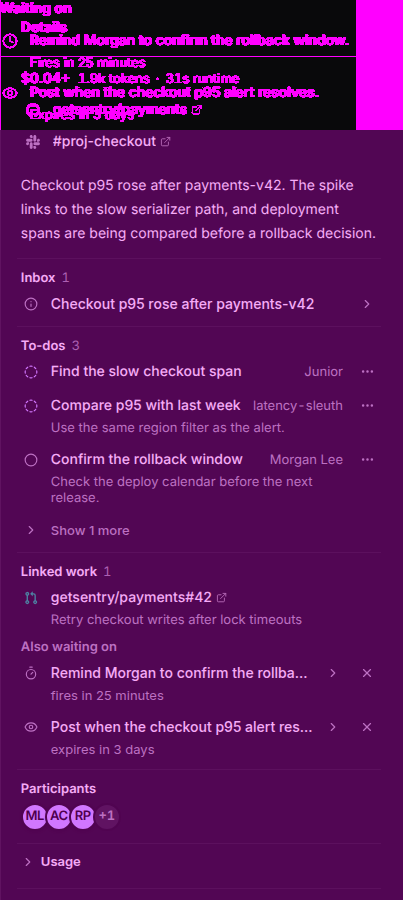 Waiting on
Details
Remind Morgan to confirm the rollback window.
Fires in 25 minutes
$0.04+ 1.9k tokens · 31s runtime
Post when the checkout p95 alert resolves.
getsentry/payments
expires in 3 days
#proj-checkout
Checkout p95 rose after payments-v42. The spike
links to the slow serializer path, and deployment
spans are being compared before a rollback decision.
Inbox 1
Checkout p95 rose after payments-v42
To-dos 3
Find the slow checkout span Junior
Compare p95 with last week latency-sleuth
Use the same region filter as the alert.
Confirm the rollback window Morgan Lee
Check the deploy calendar before the next
release.
Show 1 more
Linked work 1
getsentry/payments#42
Retry checkout writes after lock timeouts
Also waiting on
Remind Morgan to confirm the rollba...
fires in 25 minutes
Post when the checkout p95 alert res...
expires in 3 days
Participants
ML AC RP +1
Usage